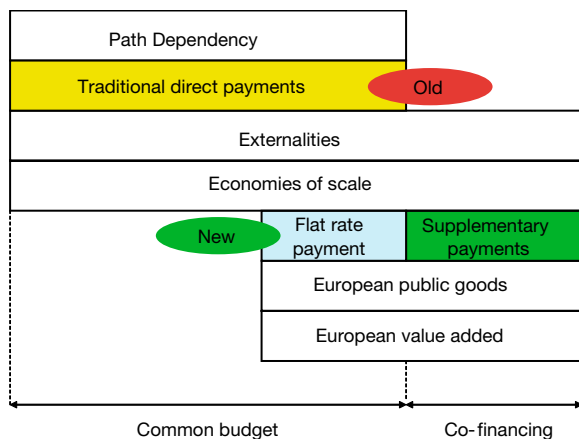 Path Dependency
Traditional direct payments
Old
Externalities
Economies of scale
New
Flat rate
payment
Supplementary
payments
European public goods
European value added
Common budget
Co-financing